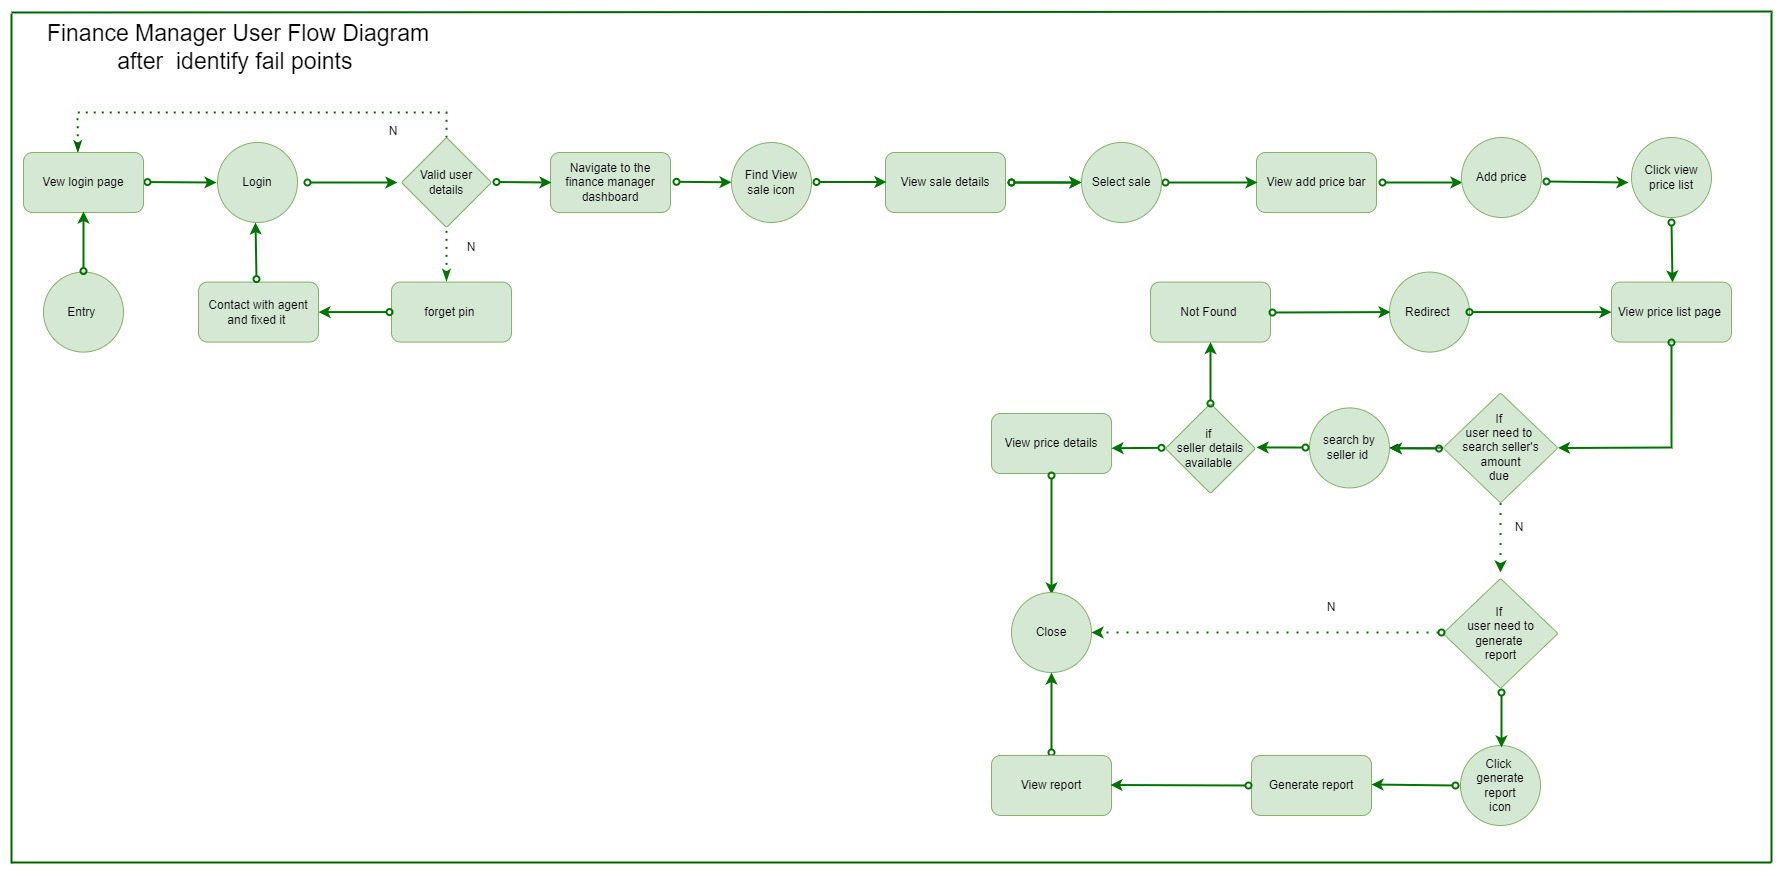 Finance Manager User Flow Diagram
after  identify fail points
N
Vew login page
Login
Valid user
details
Navigate to the
finance manager
dashboard
Find View
sale icon
View sale details
Select sale
View add price bar
Add price
Click view
price list
N
Entry
Contact with agent
and fixed it
forget pin
Not Found
Redirect
View price list page
View price details
if
seller details
available
search by
seller id
If
user need to
search seller's
amount
due
N
Close
N
If
user need to
generate
report
View report
Generate report
Click
generate
report
icon